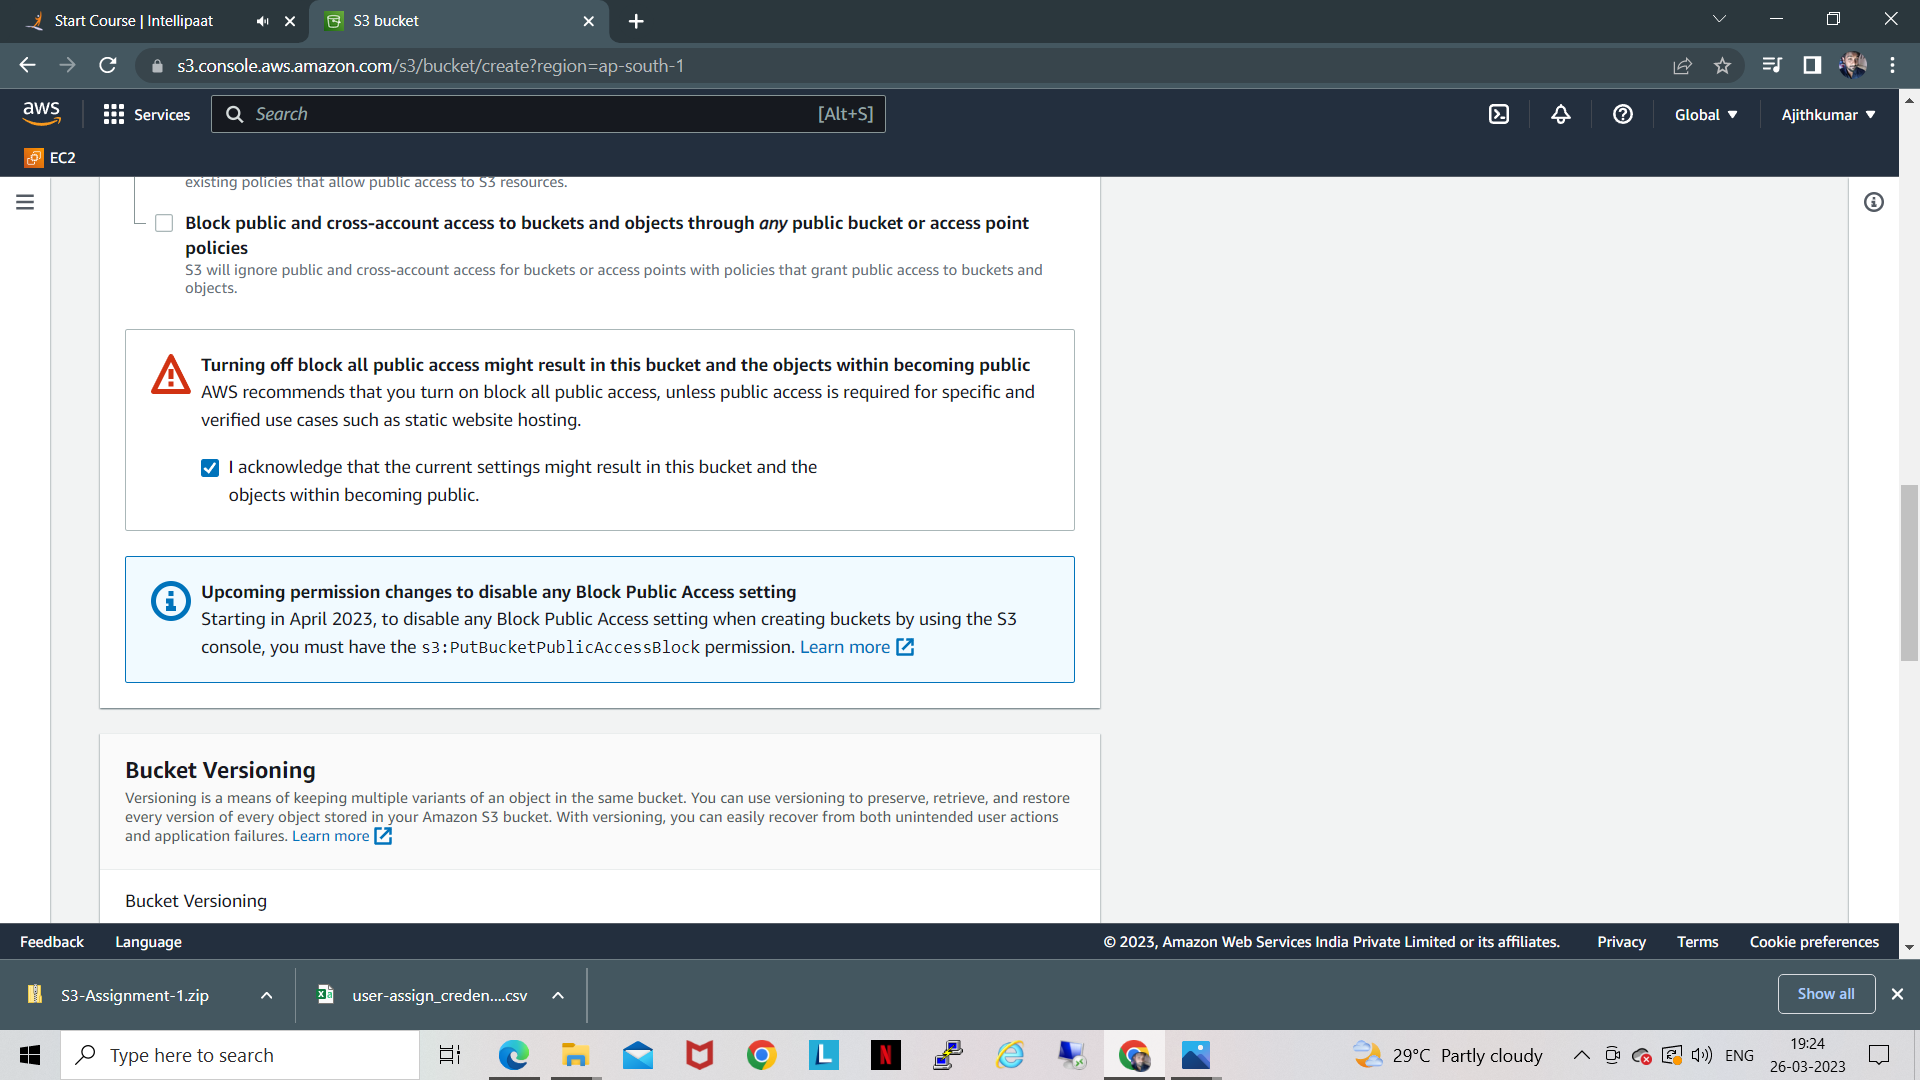 Start Course | Intellipaat
S3 bucket
s3.console.aws.amazon.com/s3/bucket/create?region=ap-south-1
aws
Services
Search
[Alt+S]
Global
Ajithkumar
EC2
existing policies that allow public access to S3 resources.
Block public and cross-account access to buckets and objects through any public bucket or access point
policies
S3 will ignore public and cross-account access for buckets or access points with policies that grant public access to buckets and
objects.
Turning off block all public access might result in this bucket and the objects within becoming public
AWS recommends that you turn on block all public access, unless public access is required for specific and
verified use cases such as static website hosting.
I acknowledge that the current settings might result in this bucket and the
objects within becoming public.
Upcoming permission changes to disable any Block Public Access setting
Starting in April 2023, to disable any Block Public Access setting when creating buckets by using the S3
console, you must have the s3:PutBucketPublicAccessBlock permission. Learn more
Bucket Versioning
Versioning is a means of keeping multiple variants of an object in the same bucket. You can use versioning to preserve, retrieve, and restore
every version of every object stored in your Amazon S3 bucket. With versioning, you can easily recover from both unintended user actions
and application failures. Learn more
Bucket Versioning
Feedback
Language
© 2023, Amazon Web Services India Private Limited or its affiliates.
Privacy
Terms
Cookie preferences
S3-Assignment-1.zip
user-assign_creden....csv
Show all
Type here to search
L
N
29°C Partly cloudy
ENG
19:24
26-03-2023